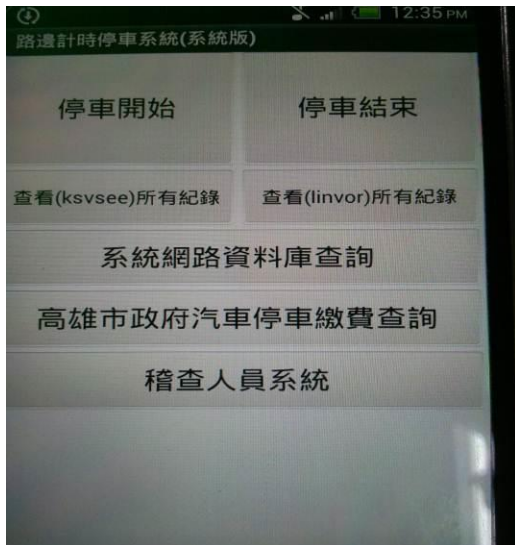 12:35 PM
路邊計時停車系統(系統版)
停車開始 停車結束
查看(ksvsee)所有紀錄 查看(linvor)所有紀錄
系統網路資料庫查詢
高雄市政府汽車停車繳費查詢
稽查人員系統